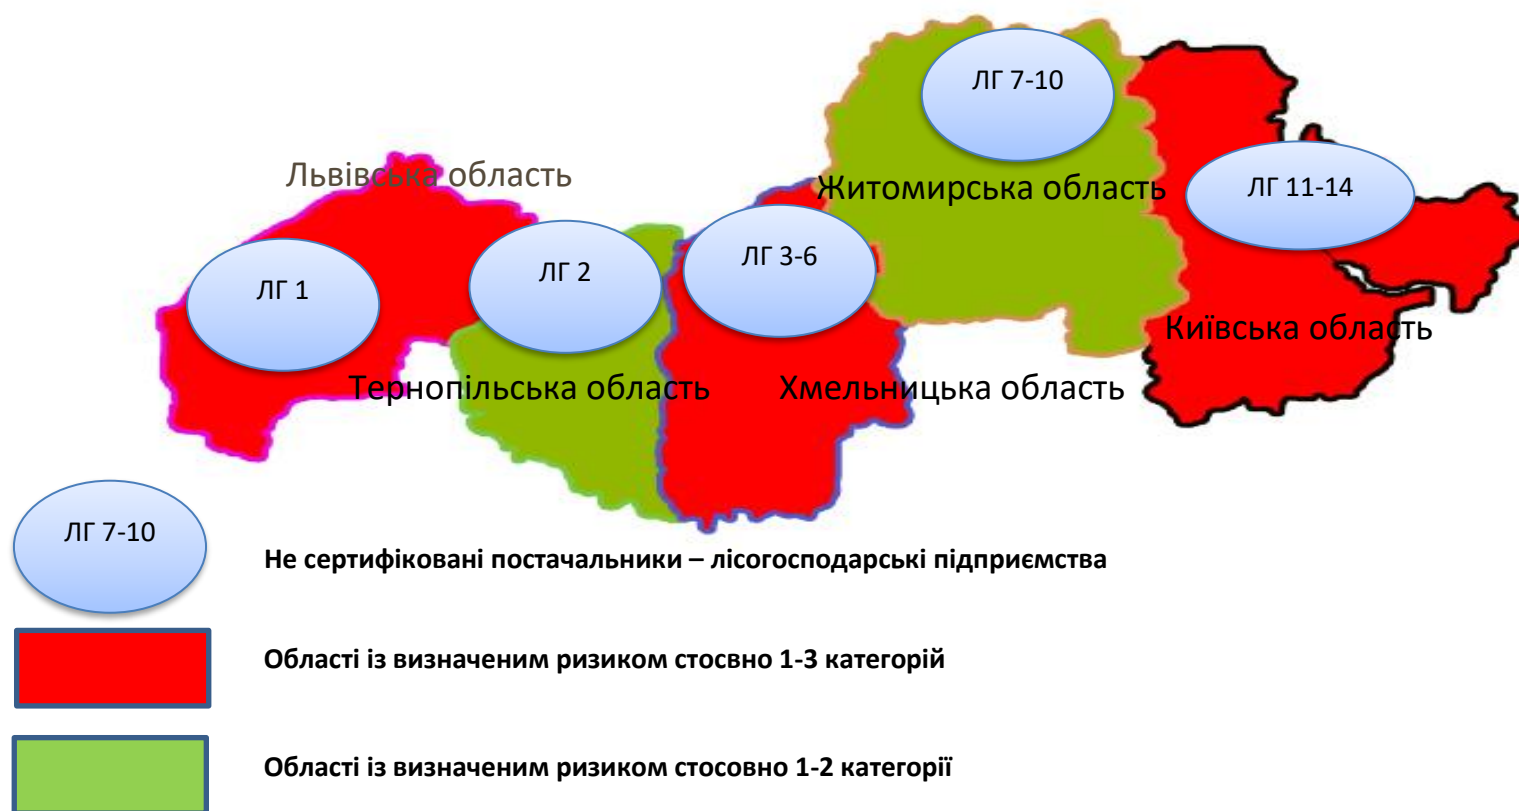 ЛГ 7-10
Львівська область
Житомирська область
ЛГ 11-14
ЛГ 3-6
ЛГ 2
ЛГ 1
Київська область
Тернопільська область
Хмельницька область
ЛГ 7-10
Не сертифіковані постачальники – лісогосподарські підприємства
Області із визначеним ризиком стосвно 1-3 категорій
Області із визначеним ризиком стосовно 1-2 категорії